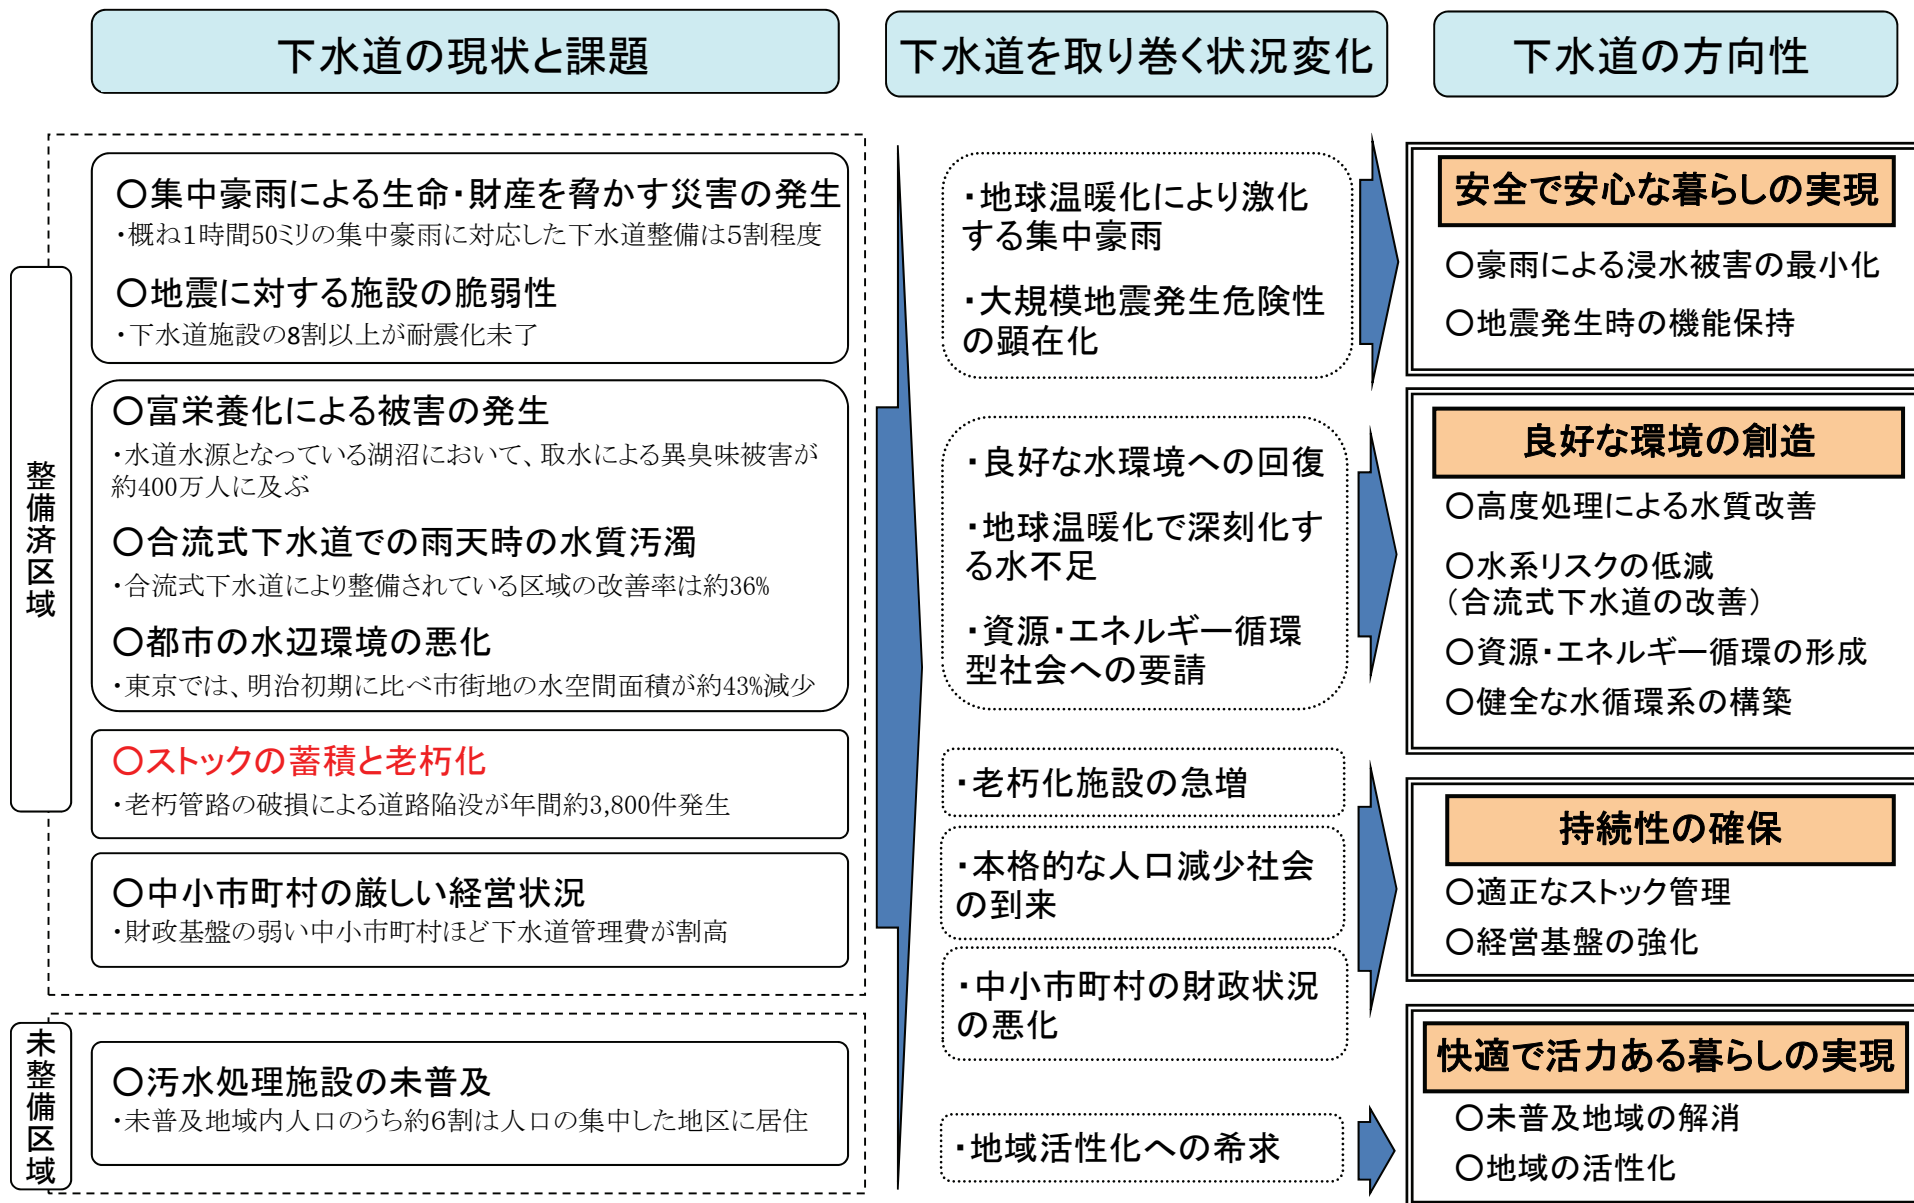 下水道の現状と課題
下水道を取り巻く状況変化
下水道の方向性
整備済区域
○集中豪雨による生命・財産を脅かす災害の発生
・概ね1時間50ミリの集中豪雨に対応した下水道整備は5割程度
○地震に対する施設の脆弱性
・下水道施設の8割以上が耐震化未了
○富栄養化による被害の発生
・水道水源となっている湖沼において、取水による異臭味被害が
約400万人に及ぶ
○合流式下水道での雨天時の水質汚濁
・合流式下水道により整備されている区域の改善率は約36%
○都市の水辺環境の悪化
・東京では、明治初期に比べ市街地の水空間面積が約43%減少
○ストックの蓄積と老朽化
・老朽管路の破損による道路陥没が年間約3,800件発生
○中小市町村の厳しい経営状況
・財政基盤の弱い中小市町村ほど下水道管理費が割高
未整備区域
○汚水処理施設の未普及
・未普及地域内人口のうち約6割は人口の集中した地区に居住
・地球温暖化により激化
する集中豪雨
・大規模地震発生危険性
の顕在化
・良好な水環境への回復
・地球温暖化で深刻化す
る水不足
・資源・エネルギー循環
型社会への要請
・老朽化施設の急増
・本格的な人口減少社会
の到来
・中小市町村の財政状況
の悪化
・地域活性化への希求
安全で安心な暮らしの実現
○豪雨による浸水被害の最小化
○地震発生時の機能保持
良好な環境の創造
○高度処理による水質改善
○水系リスクの低減
(合流式下水道の改善)
○資源・エネルギー循環の形成
○健全な水循環系の構築
持続性の確保
○適正なストック管理
○経営基盤の強化
快適で活力ある暮らしの実現
○未普及地域の解消
○地域の活性化